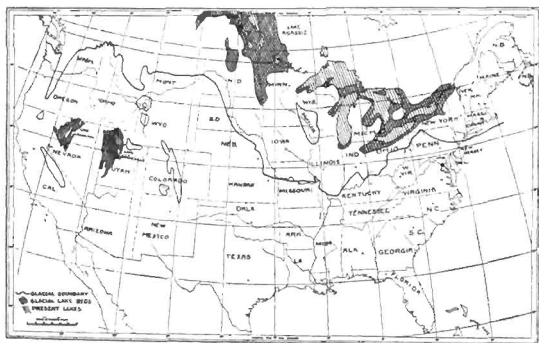 LAKE
AGASSIZ
N.B.
WASH.
MONT
N.D
MINN.
MAINE
OREGON
IDAHO
WIS.
MICH
NEW YORK
WYO
S.D
IOWA
PENN
NEB.
NEVADA
UTAH
ILLINOIS
IND
OHIO
COLORADO
KANSAS
MISSOURI
KENTUCKY
VIRGINIA
CAL
TENNESSEE
N.C.
OKLA
ARIZONA
NEW
MEXICO
ARK
S.C.
TEXAS
MISS
ALA
GEORGIA
LA
FLORIDA
GLACIAL BOUNDARY
GLACIAL LAKE BEDS
PRESENT LAKES